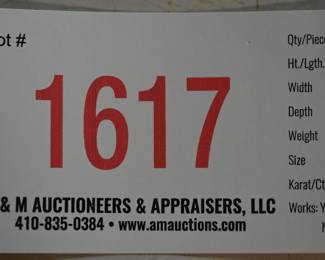 ot #
1617
& M AUCTIONEERS & APPRAISERS, LLC
410-835-0384 • www.amauctions.com
Qty/Piece
Ht./Lgth.
Width
Depth
Weight
Size
Karat/Ct
Works: Y
N